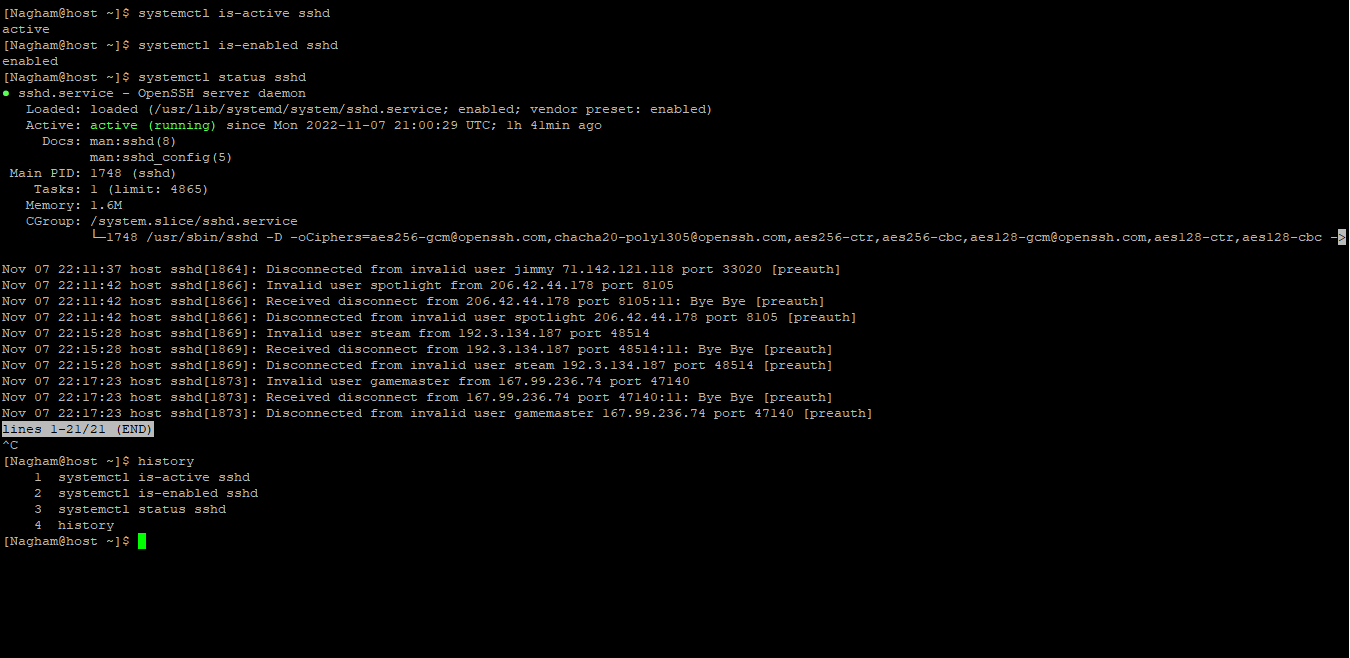 [Nagham@host ~]$ systemctl is-active sshd
active
[Nagham@host ~]$ systemctl is-enabled sshd
enabled
[Nagham@host ~]$ systemctl status sshd
● sshd.service - OpenSSH server daemon
   Loaded: loaded (/usr/lib/systemd/system/sshd.service; enabled; vendor preset: enabled)
   Active: active (running) since Mon 2022-11-07 21:00:29 UTC; 1h 41min ago
     Docs: man:sshd(8)
           man:sshd_config(5)
 Main PID: 1748 (sshd)
    Tasks: 1 (limit: 4865)
   Memory: 1.6M
   CGroup: /system.slice/sshd.service
           └─1748 /usr/sbin/sshd -D -oCiphers=aes256-gcm@openssh.com,chacha20-poly1305@openssh.com,aes256-ctr,aes256-cbc,aes128-gcm@openssh.com,aes128-ctr,aes128-cbc ->

Nov 07 22:11:37 host sshd[1864]: Disconnected from invalid user jimmy 71.142.121.118 port 33020 [preauth]
Nov 07 22:11:42 host sshd[1866]: Invalid user spotlight from 206.42.44.178 port 8105
Nov 07 22:11:42 host sshd[1866]: Received disconnect from 206.42.44.178 port 8105:11: Bye Bye [preauth]
Nov 07 22:11:42 host sshd[1866]: Disconnected from invalid user spotlight 206.42.44.178 port 8105 [preauth]
Nov 07 22:15:28 host sshd[1869]: Invalid user steam from 192.3.134.187 port 48514
Nov 07 22:15:28 host sshd[1869]: Received disconnect from 192.3.134.187 port 48514:11: Bye Bye [preauth]
Nov 07 22:15:28 host sshd[1869]: Disconnected from invalid user steam 192.3.134.187 port 48514 [preauth]
Nov 07 22:17:23 host sshd[1873]: Invalid user gamemaster from 167.99.236.74 port 47140
Nov 07 22:17:23 host sshd[1873]: Received disconnect from 167.99.236.74 port 47140:11: Bye Bye [preauth]
Nov 07 22:17:23 host sshd[1873]: Disconnected from invalid user gamemaster 167.99.236.74 port 47140 [preauth]
lines 1-21/21 (END)
^C
[Nagham@host ~]$ history
    1  systemctl is-active sshd
    2  systemctl is-enabled sshd
    3  systemctl status sshd
    4  history
[Nagham@host ~]$